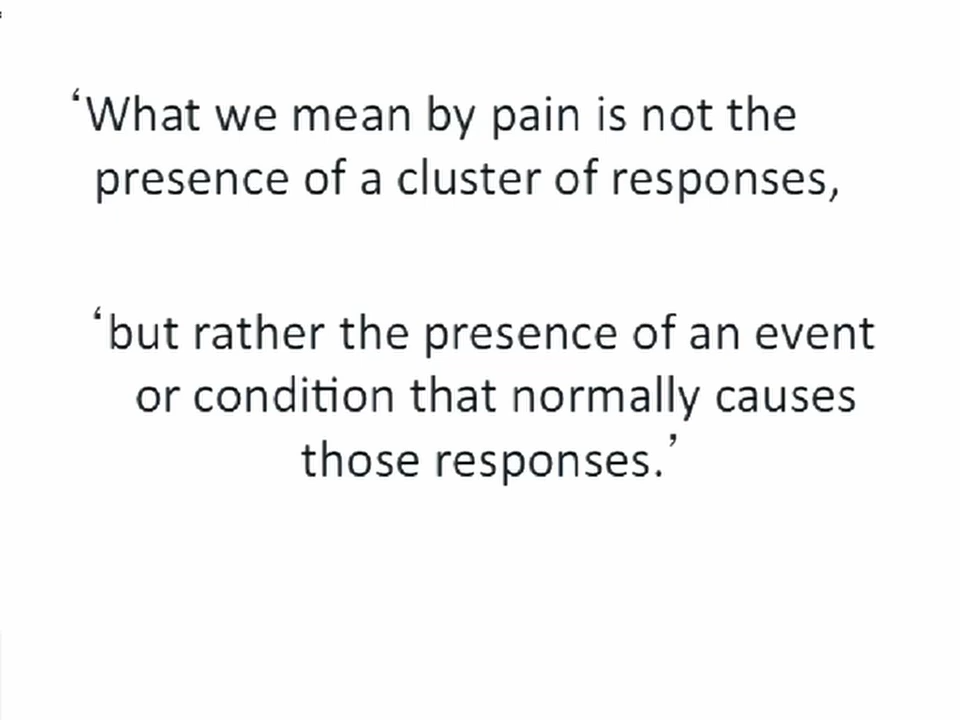 ‘What we mean by pain is not the
presence of a cluster of responses,
‘but rather the presence of an event
or condition that normally causes
those responses.’